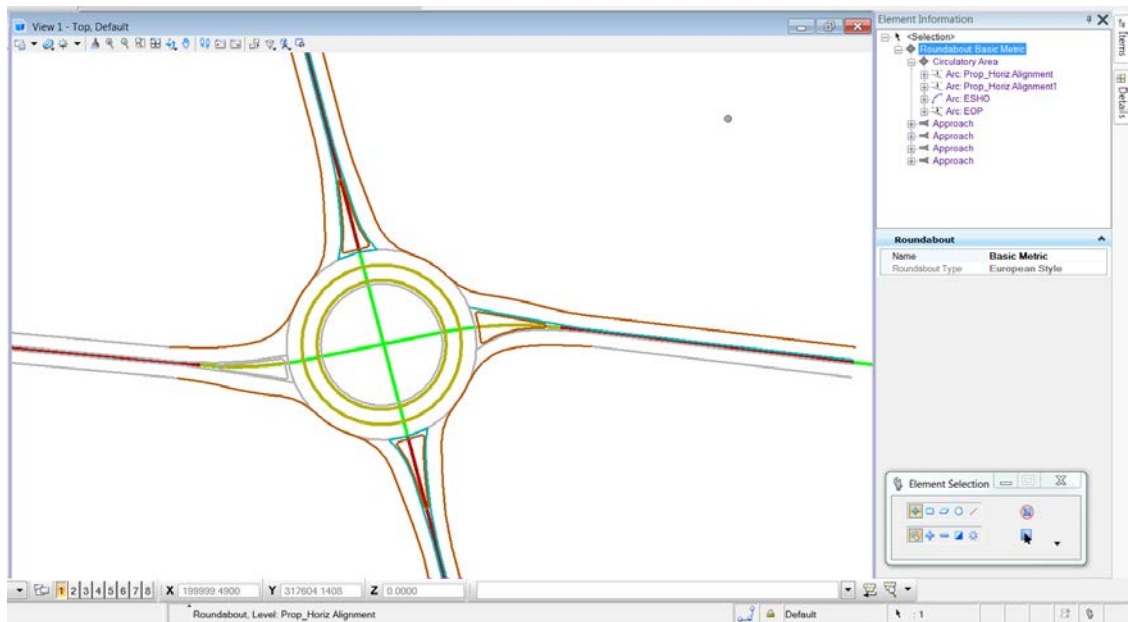 View 1 - Top, Default
Element Information
<Selection>
Roundabout: Basic Metric
Circulatory Area
Arc: Prop_Horiz Alignment
Arc: Prop_Horiz Alignment1
Arc: ESHO
Arc: EOP
Approach
Approach
Approach
Approach
Items
Details
Roundabout
Name Basic Metric
Roundabout Type European Style
Element Selection
1 2 3 4 5 6 7 8 X 199999.4900 Y 317604.1408 Z 0.0000
Roundabout, Level: Prop_Horiz Alignment Default : 1